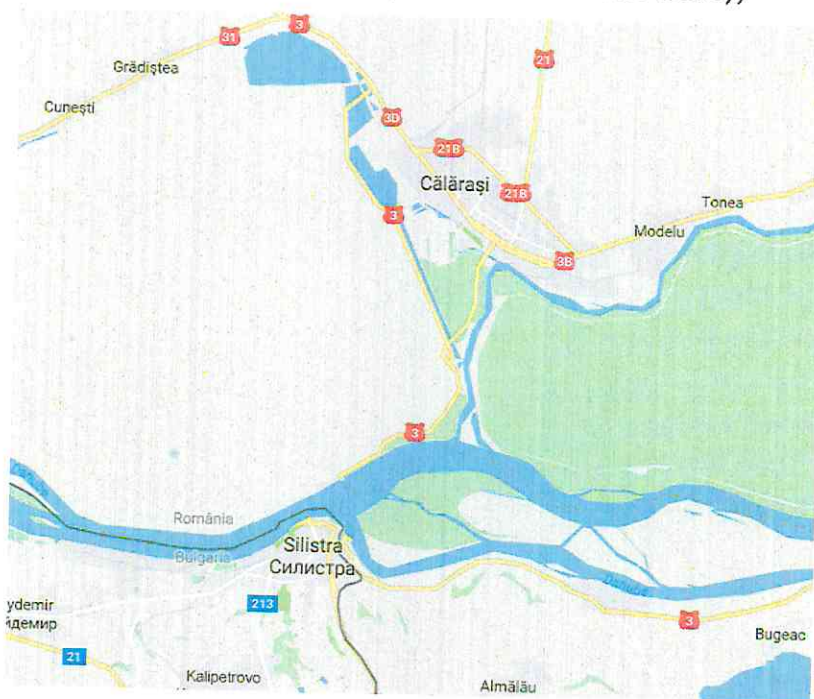 31
3
21
Grădiștea
Cunești
3D
21B
Călărași
21B
Tonea
3
Modelu
3B
3
România
Bulgaria
Silistra
Силистра
Dunube
213
3
21
Bugeac
Kalipetrovo
Almălău